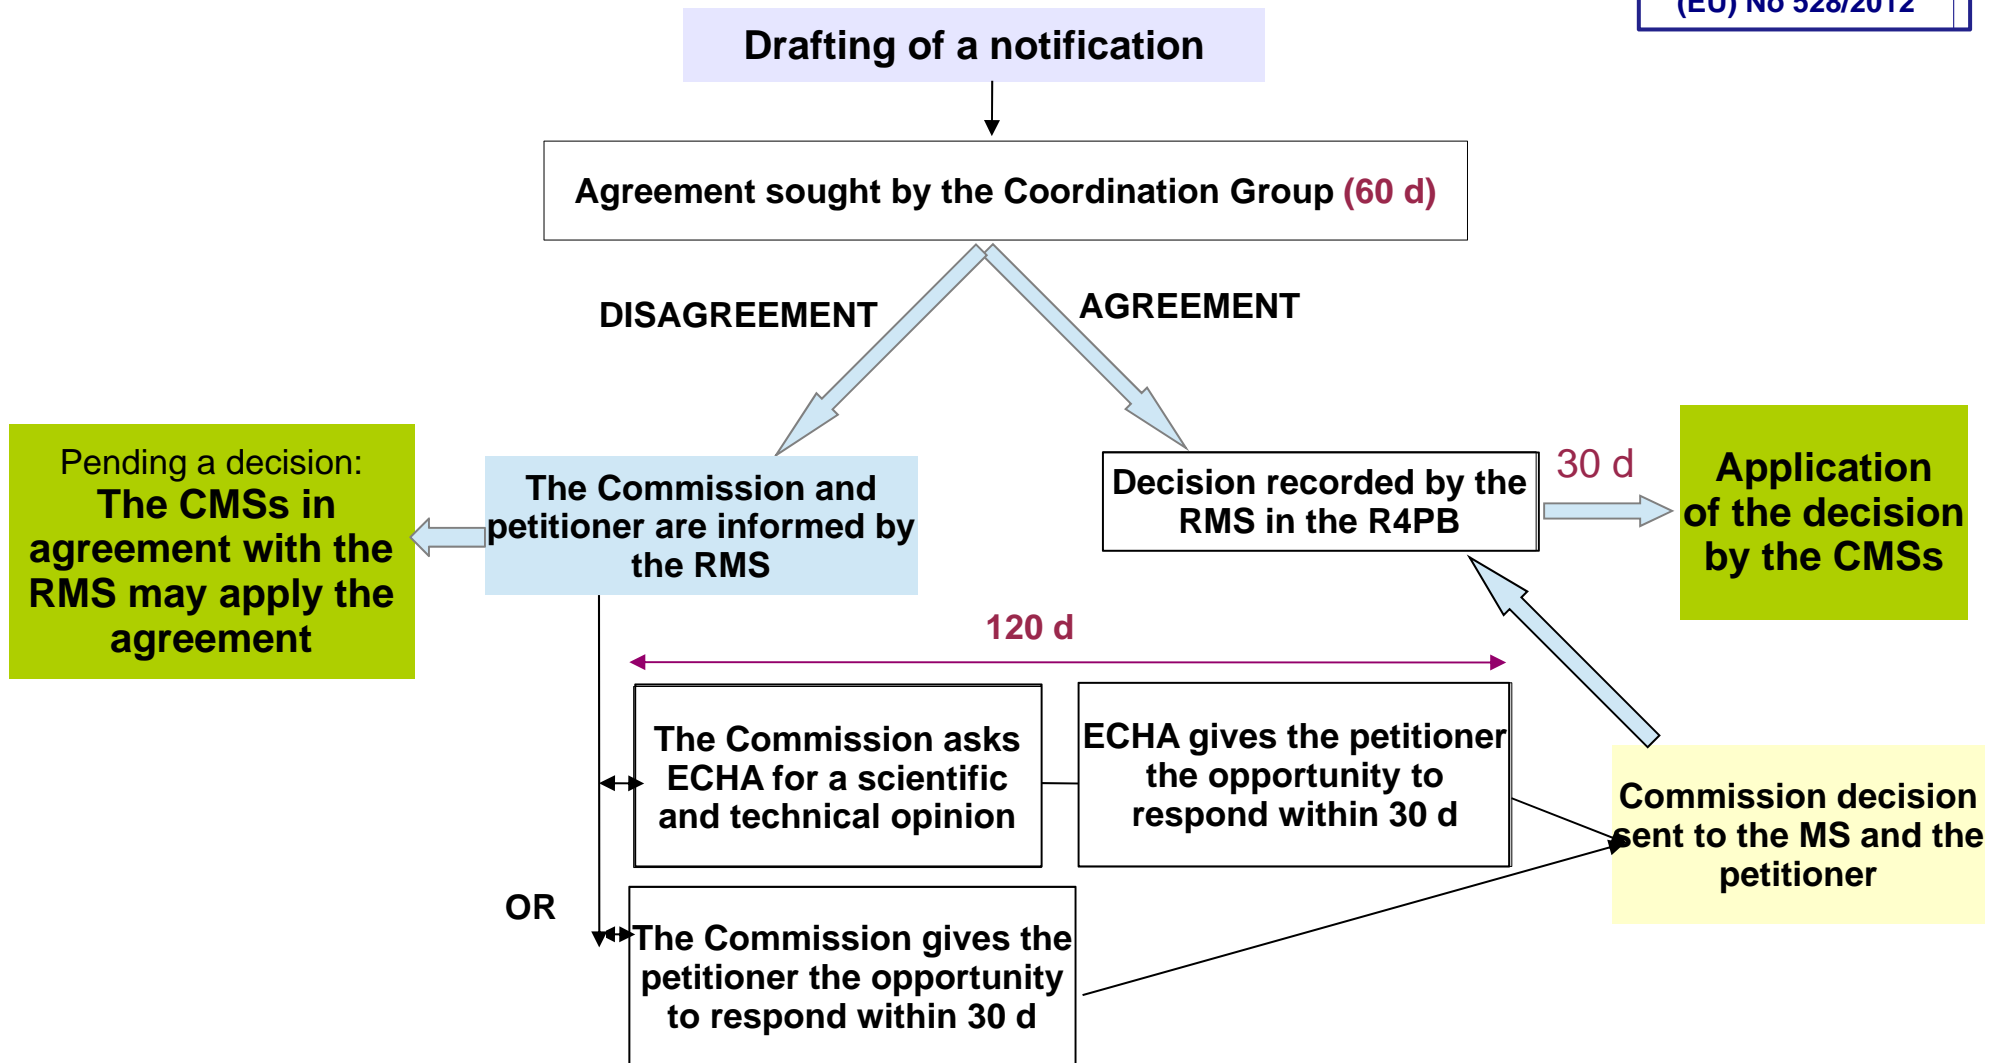 (EU) No 528/2012
Drafting of a notification
Agreement sought by the Coordination Group (60 d)
DISAGREEMENT
AGREEMENT
Pending a decision:
The CMSs in
agreement with the
RMS may apply the
agreement
The Commission and
petitioner are informed by
the RMS
Decision recorded by the
RMS in the R4PB
30 d
Application
of the decision
by the CMSs
120 d
The Commission asks
ECHA for a scientific
and technical opinion
ECHA gives the petitioner
the opportunity to
respond within 30 d
Commission decision
sent to the MS and the
petitioner
OR
The Commission gives the
petitioner the opportunity
to respond within 30 d